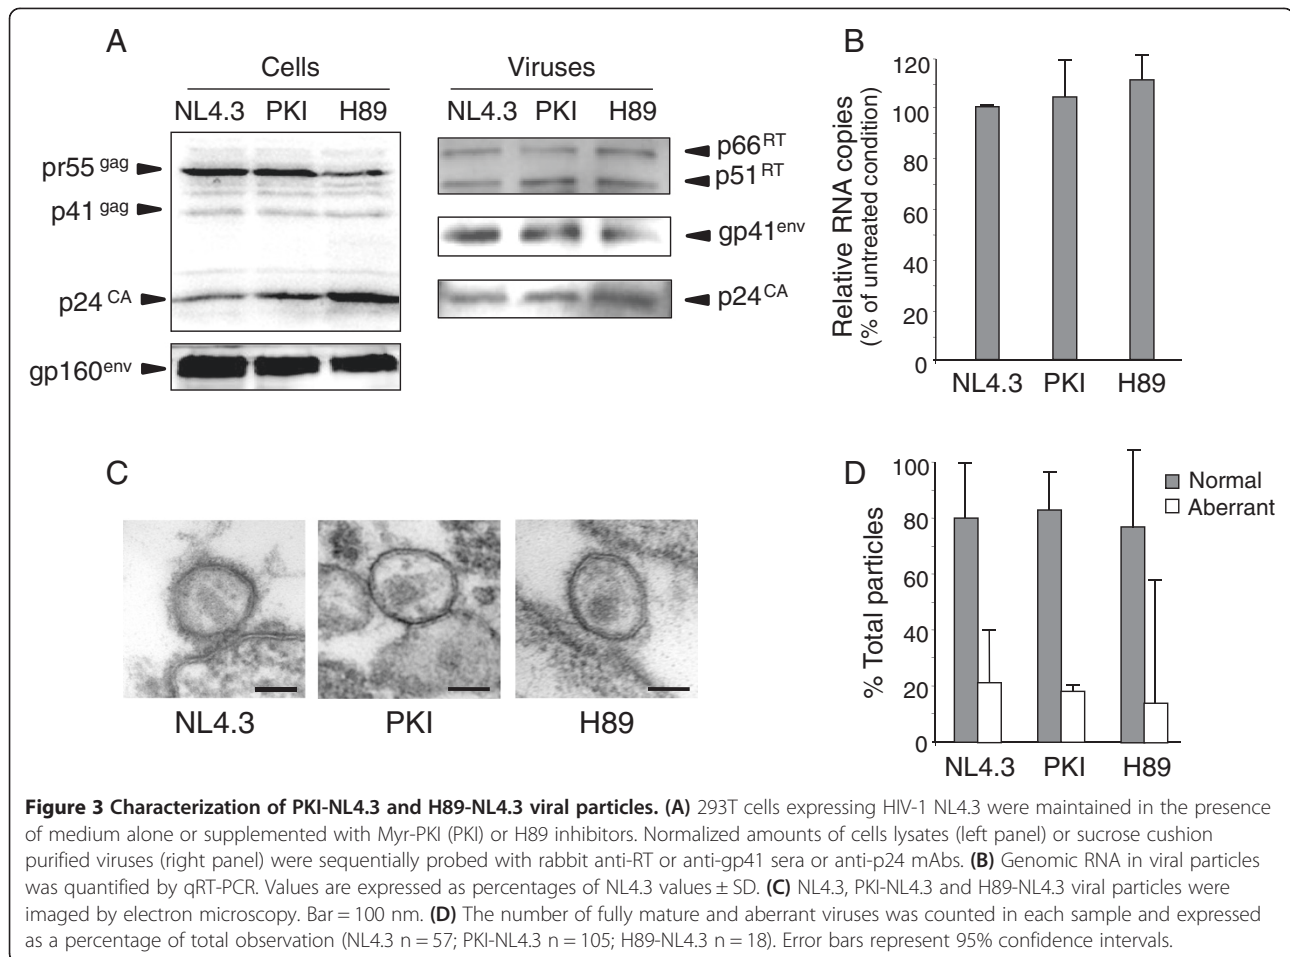 A
Cells
NL4.3 PKI H89
pr55 gag
p41 gag
p24 CA
gp160env
Viruses
NL4.3 PKI H89
p66RT
p51RT
gp41env
p24CA
B
Relative RNA copies
(% of untreated condition)
120
100
80
60
40
20
0
NL4.3 PKI H89
C
NL4.3 PKI H89
D
% Total particles
100
80
60
40
20
0
Normal
Aberrant
NL4.3 PKI H89
Figure 3 Characterization of PKI-NL4.3 and H89-NL4.3 viral particles. (A) 293T cells expressing HIV-1 NL4.3 were maintained in the presence
of medium alone or supplemented with Myr-PKI (PKI) or H89 inhibitors. Normalized amounts of cells lysates (left panel) or sucrose cushion
purified viruses (right panel) were sequentially probed with rabbit anti-RT or anti-gp41 sera or anti-p24 mAbs. (B) Genomic RNA in viral particles
was quantified by qRT-PCR. Values are expressed as percentages of NL4.3 values ± SD. (C) NL4.3, PKI-NL4.3 and H89-NL4.3 viral particles were
imaged by electron microscopy. Bar = 100 nm. (D) The number of fully mature and aberrant viruses was counted in each sample and expressed
as a percentage of total observation (NL4.3 n = 57; PKI-NL4.3 n = 105; H89-NL4.3 n = 18). Error bars represent 95% confidence intervals.